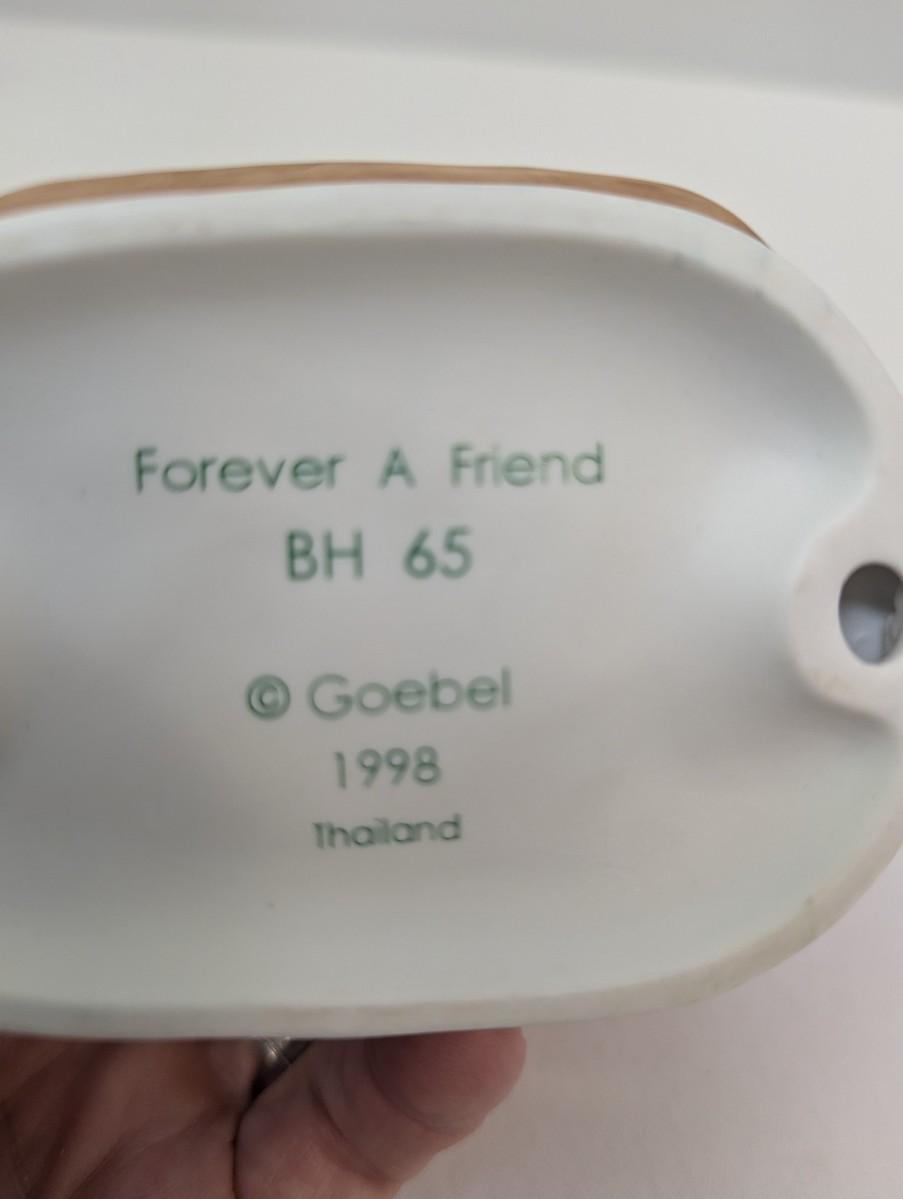 Forever A Friend
BH 65
© Goebel
1998
Thailand